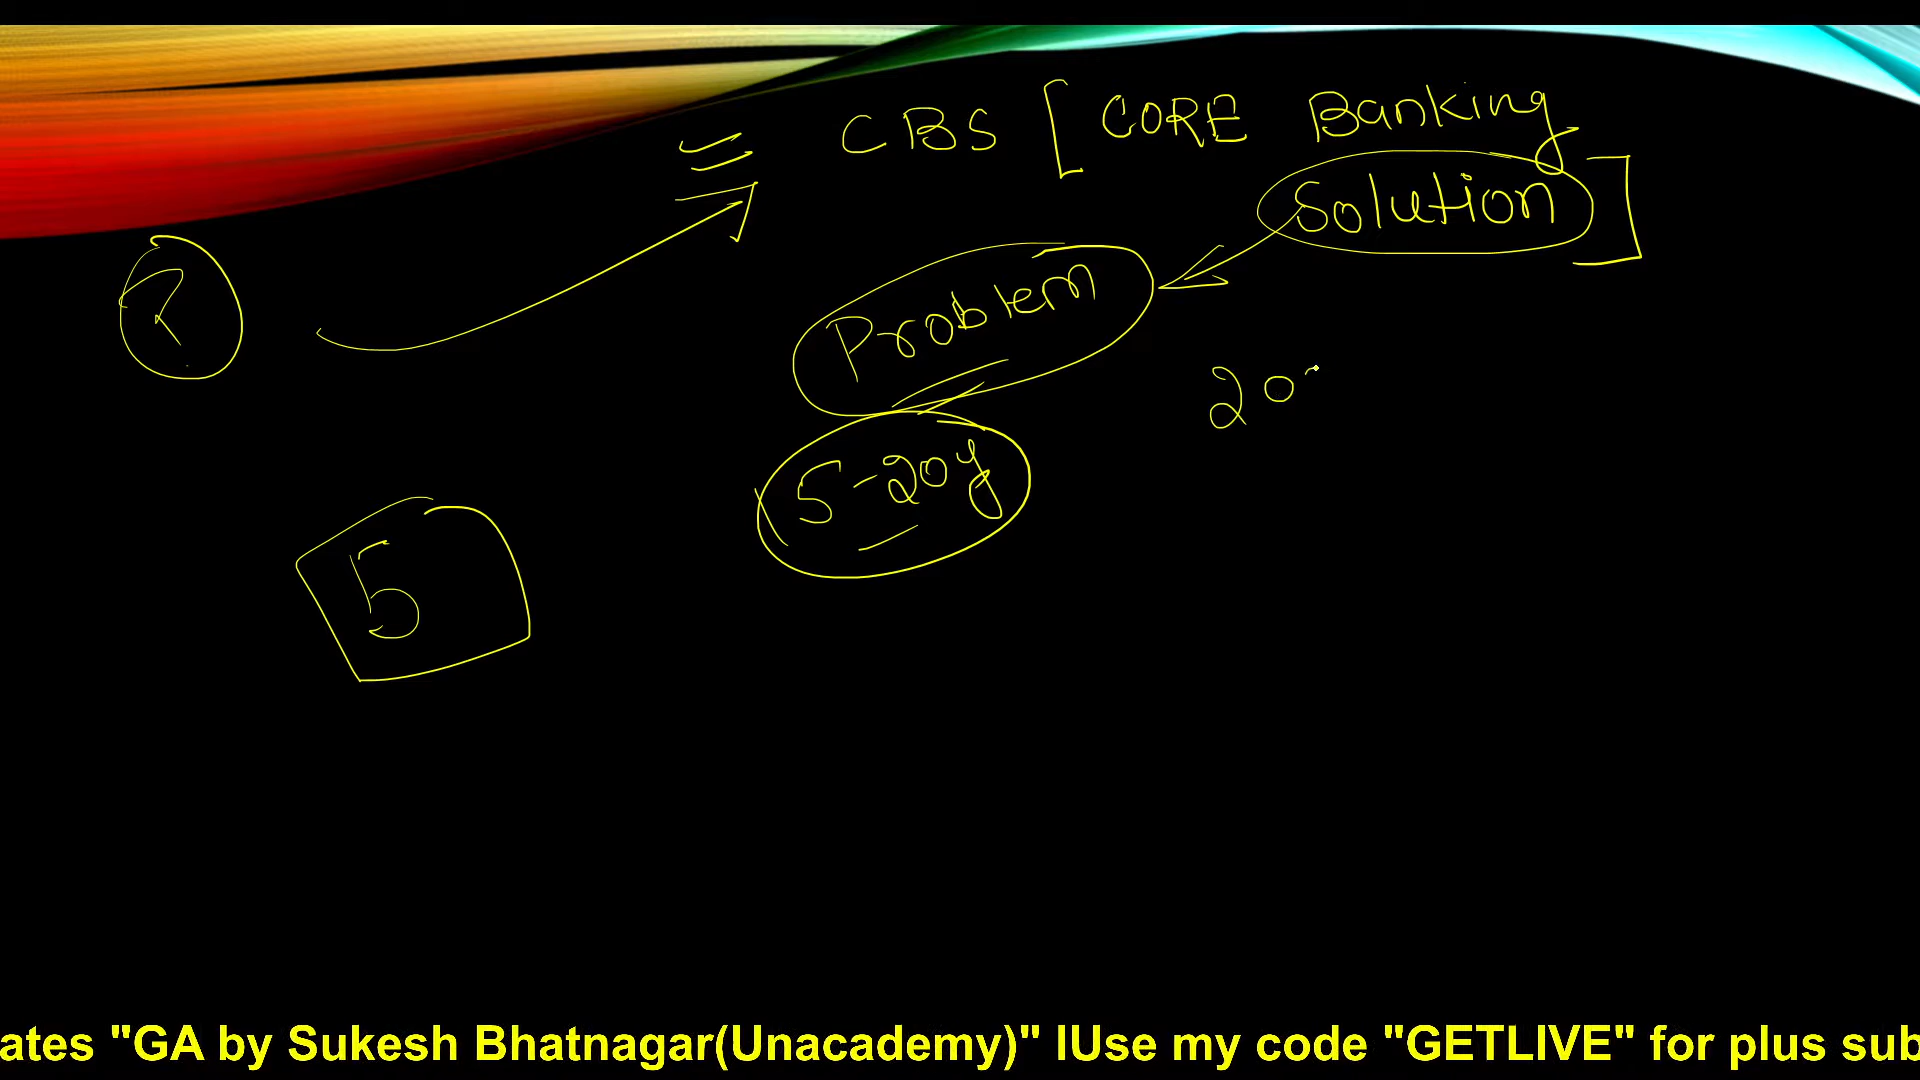 CBS [CORE Banking
Solution]
?
Problem
20
5-20y
5
ates "GA by Sukesh Bhatnagar(Unacademy)" IUse my code "GETLIVE" for plus sub